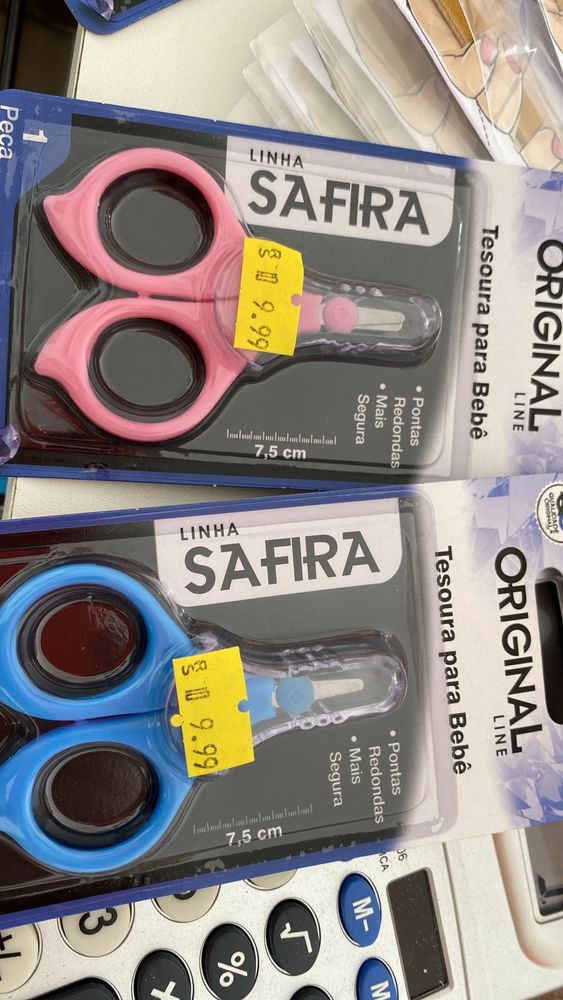 1
Peça
LINHA
SAFIRA
9.99
Tesoura para Bebê
ORIGINAL
LINE
• Pontas
Redondas
• Mais
Segura
7,5 cm
LINHA
SAFIRA
9.99
Tesoura para Bebê
ORIGINAL
LINE
• Pontas
Redondas
• Mais
Segura
7,5 cm
M-
√
%
3
+/-
+
M